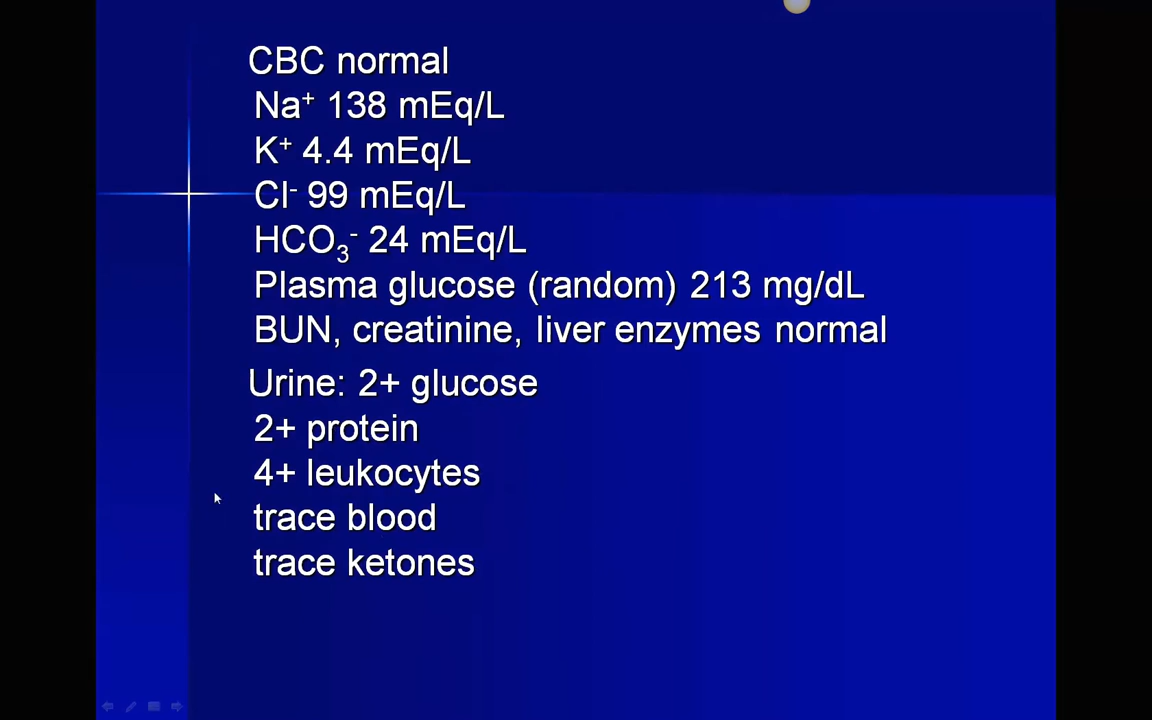 CBC normal
Na⁺ 138 mEq/L
K⁺ 4.4 mEq/L
Cl⁻ 99 mEq/L
HCO₃⁻ 24 mEq/L
Plasma glucose (random) 213 mg/dL
BUN, creatinine, liver enzymes normal
Urine: 2+ glucose
2+ protein
4+ leukocytes
trace blood
trace ketones